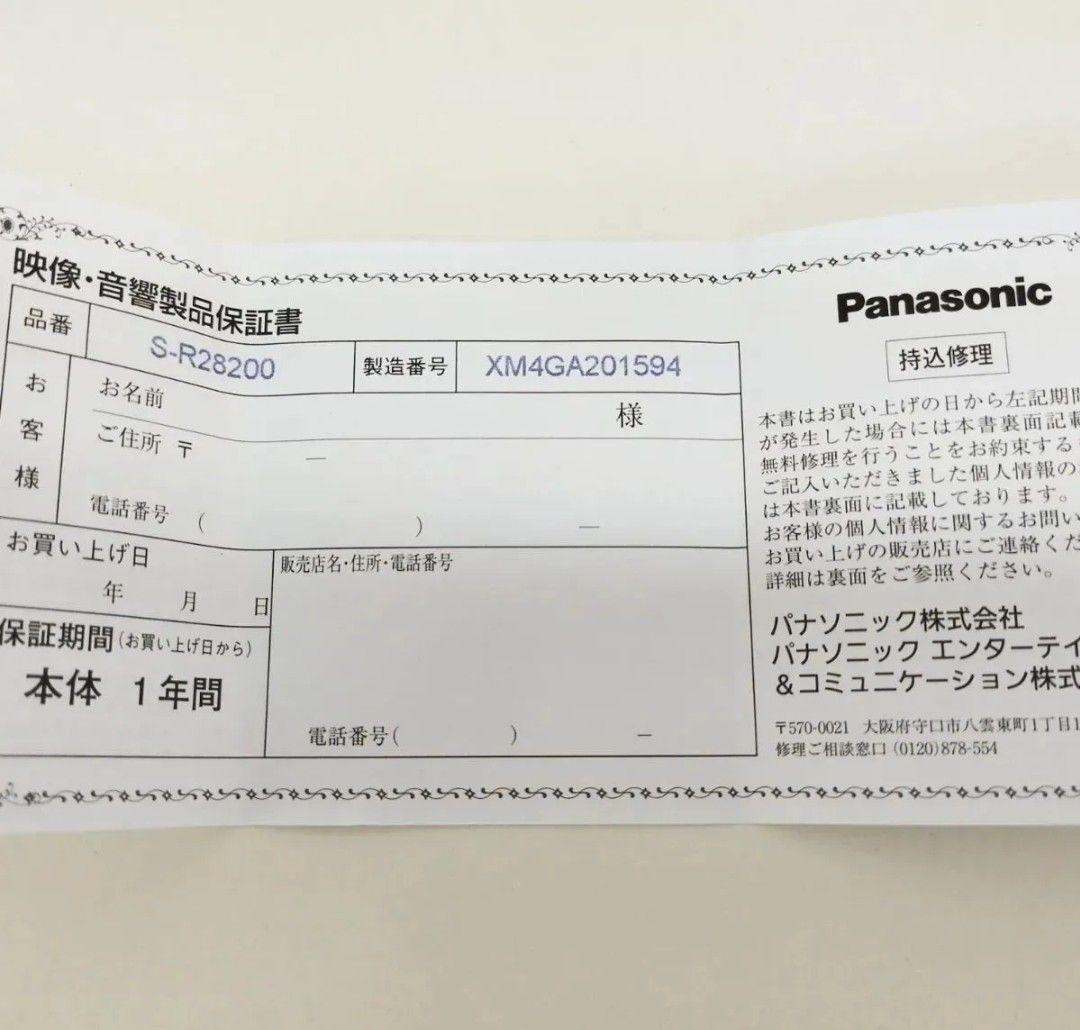 映像・音響製品保証書
品番 S-R28200 製造番号 XM4GA201594
お客様
お名前 様
ご住所 〒 —
電話番号 ( ) —
お買い上げ日
年 月 日
保証期間(お買い上げ日から)
本体 1年間
販売店名・住所・電話番号
電話番号( ) —
Panasonic
持込修理
本書はお買い上げの日から左記期間
が発生した場合には本書裏面記載
無料修理を行うことをお約束する
ご記入いただきました個人情報の
は本書裏面に記載しております。
お客様の個人情報に関するお問い
お買い上げの販売店にご連絡くだ
詳細は裏面をご参照ください。
パナソニック株式会社
パナソニック エンターテイ
&コミュニケーション株式
〒570-0021 大阪府守口市八雲東町1丁目1
修理ご相談窓口 (0120)878-554